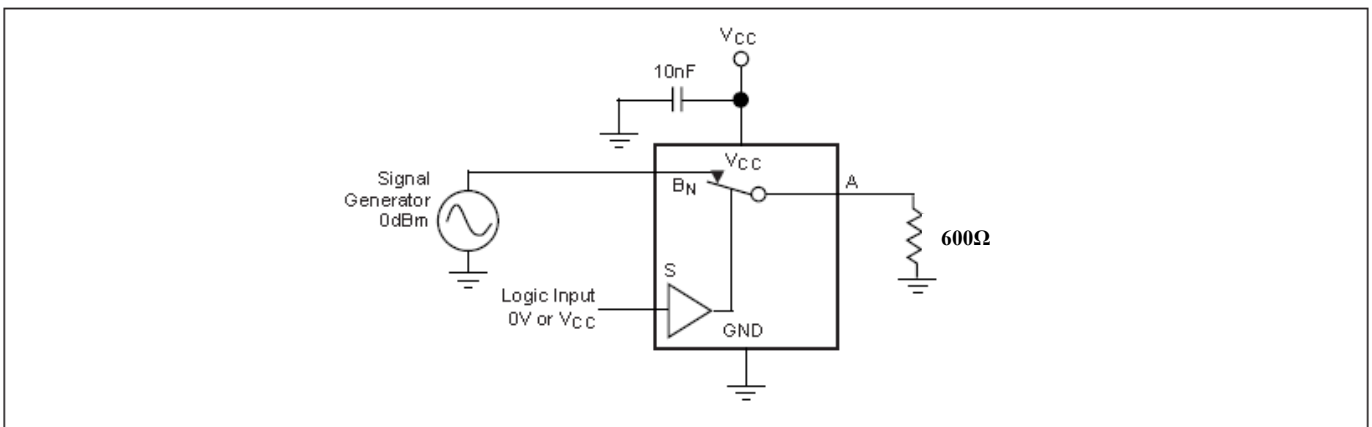 VCC
10nF
VCC
BN
A
Signal
Generator
0dBm
600Ω
S
Logic Input
0V or VCC
GND